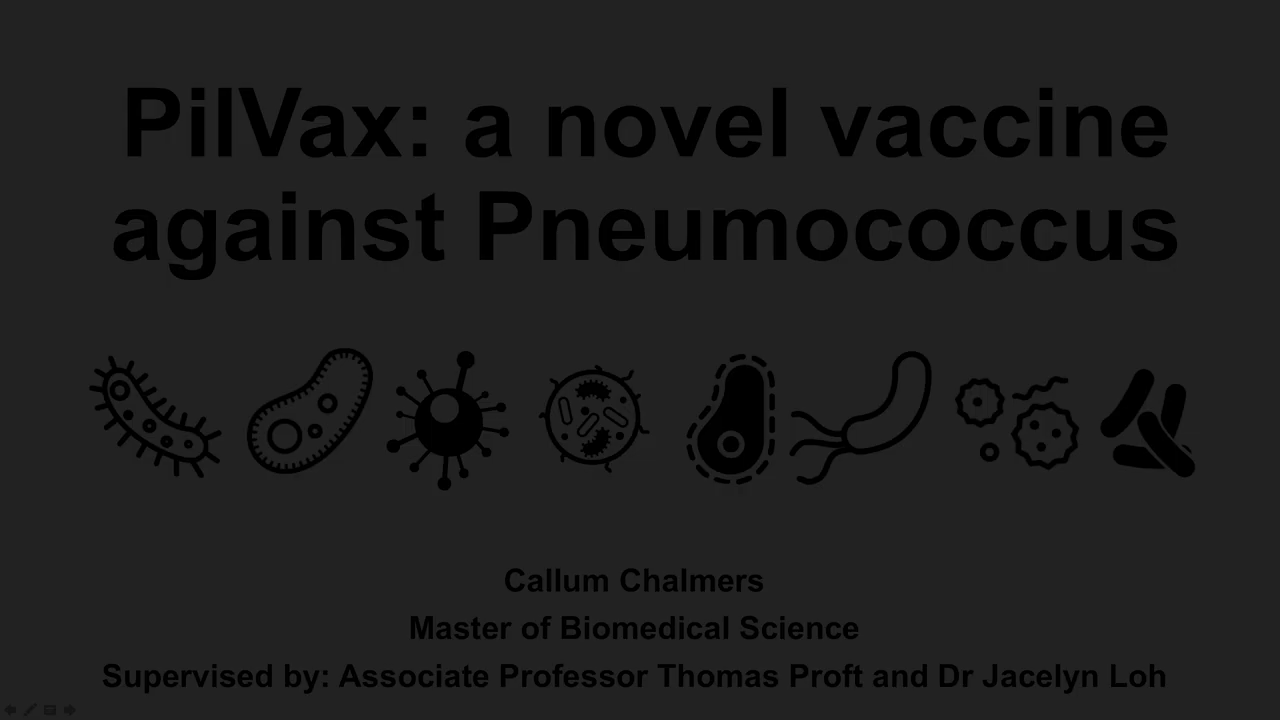 PilVax: a novel vaccine
against Pneumococcus
Callum Chalmers
Master of Biomedical Science
Supervised by: Associate Professor Thomas Proft and Dr Jacelyn Loh